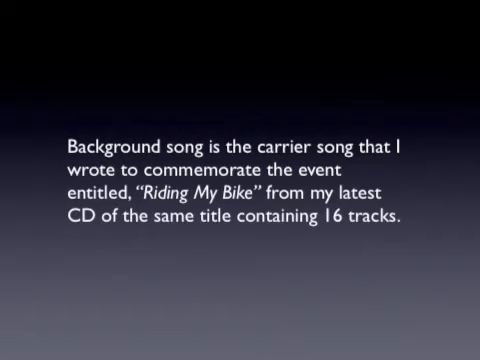 Background song is the carrier song that I
wrote to commemorate the event
entitled, “Riding My Bike” from my latest
CD of the same title containing 16 tracks.